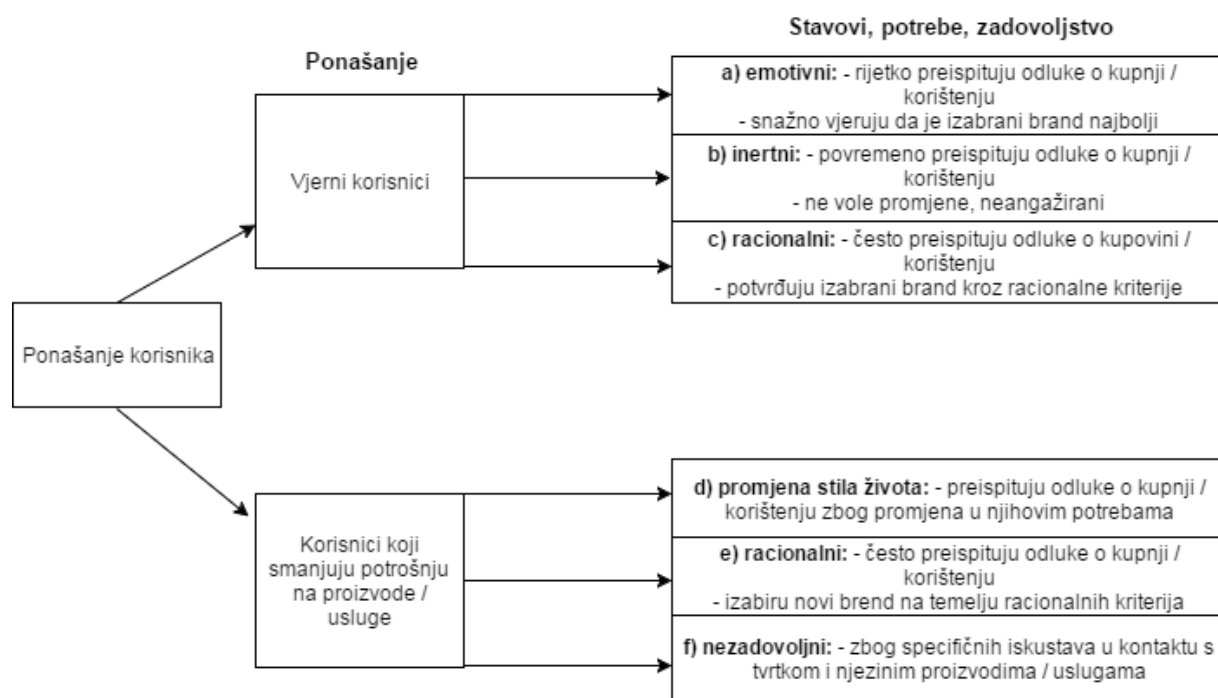 Stavovi, potrebe, zadovoljstvo
Ponašanje
a) emotivni: - rijetko preispituju odluke o kupnji /
korištenju
- snažno vjeruju da je izabrani brand najbolji
Vjerni korisnici
b) inertni: - povremeno preispituju odluke o kupnji /
korištenju
- ne vole promjene, neangažirani
c) racionalni: - često preispituju odluke o kupovini /
korištenju
- potvrđuju izabrani brand kroz racionalne kriterije
Ponašanje korisnika
Korisnici koji
smanjuju potrošnju
na proizvode /
usluge
d) promjena stila života: - preispituju odluke o kupnji /
korištenju zbog promjena u njihovim potrebama
e) racionalni: - često preispituju odluke o kupnji /
korištenju
- izabiru novi brend na temelju racionalnih kriterija
f) nezadovoljni: - zbog specifičnih iskustava u kontaktu s
tvrtkom i njezinim proizvodima / uslugama